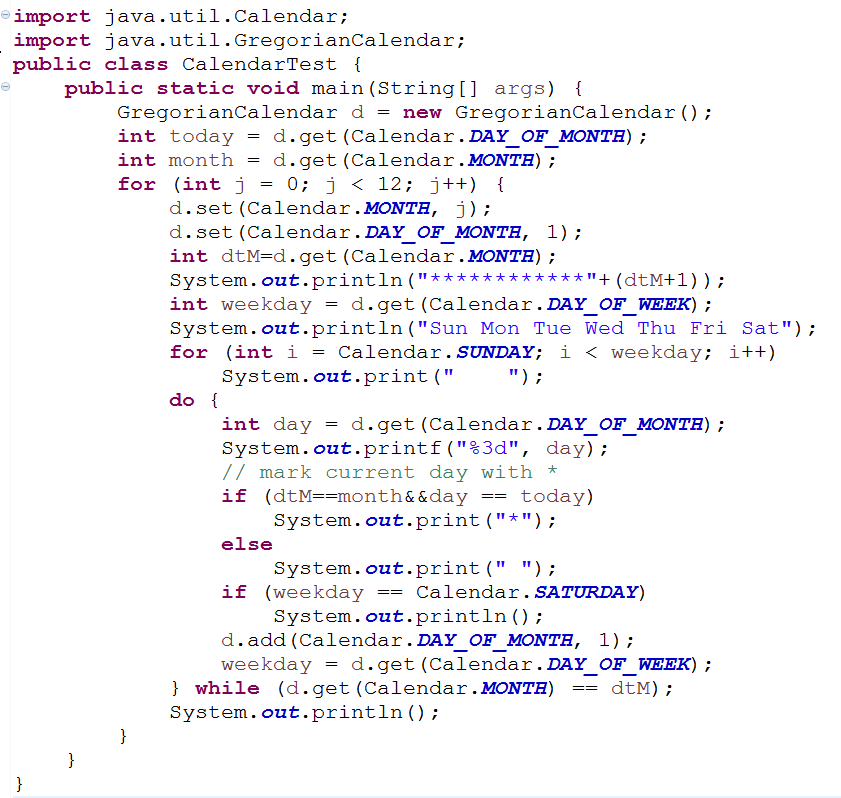 import java.util.Calendar;
import java.util.GregorianCalendar;
public class CalendarTest {
    public static void main(String[] args) {
        GregorianCalendar d = new GregorianCalendar();
        int today = d.get(Calendar.DAY_OF_MONTH);
        int month = d.get(Calendar.MONTH);
        for (int j = 0; j < 12; j++) {
            d.set(Calendar.MONTH, j);
            d.set(Calendar.DAY_OF_MONTH, 1);
            int dtM=d.get(Calendar.MONTH);
            System.out.println("************"+(dtM+1));
            int weekday = d.get(Calendar.DAY_OF_WEEK);
            System.out.println("Sun Mon Tue Wed Thu Fri Sat");
            for (int i = Calendar.SUNDAY; i < weekday; i++)
                System.out.print("    ");
            do {
                int day = d.get(Calendar.DAY_OF_MONTH);
                System.out.printf("%3d", day);
                // mark current day with *
                if (dtM==month&&day == today)
                    System.out.print("*");
                else
                    System.out.print(" ");
                if (weekday == Calendar.SATURDAY)
                    System.out.println();
                d.add(Calendar.DAY_OF_MONTH, 1);
                weekday = d.get(Calendar.DAY_OF_WEEK);
            } while (d.get(Calendar.MONTH) == dtM);
            System.out.println();
        }
    }
}